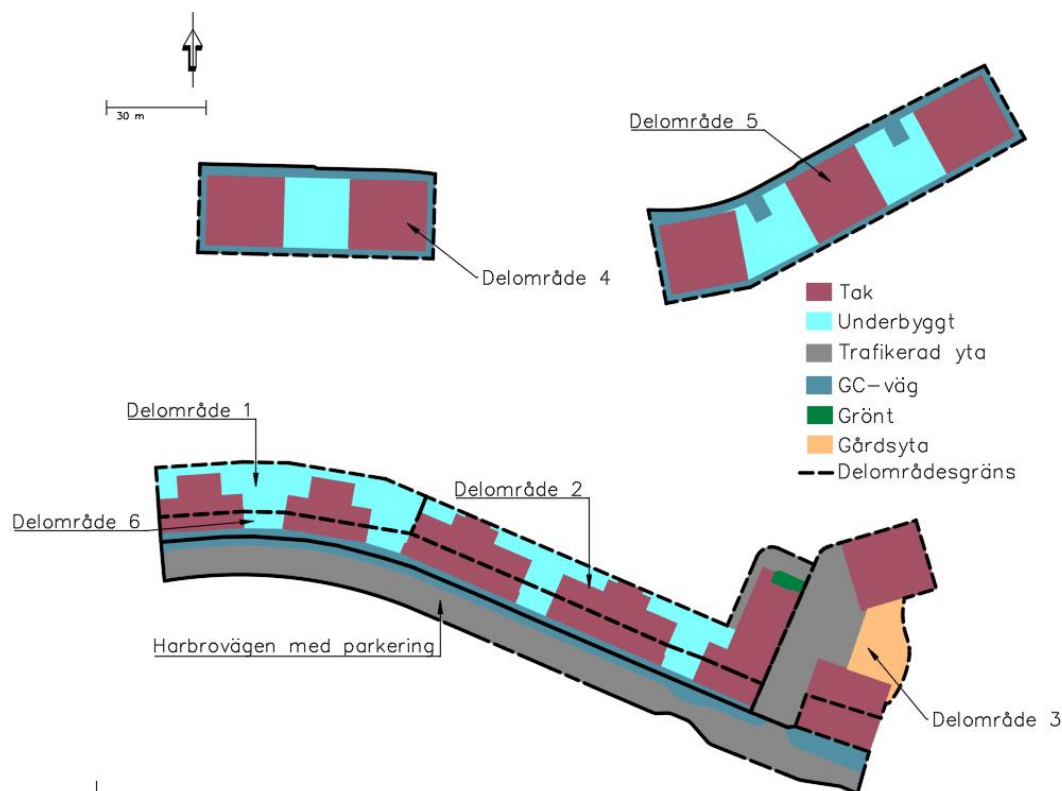 30 m
Delområde 5
Delområde 4
Tak
Underbyggt
Trafikerad yta
GC-väg
Grönt
Gårdsyta
Delområdesgräns
Delområde 1
Delområde 2
Delområde 6
Harbrovägen med parkering
Delområde 3